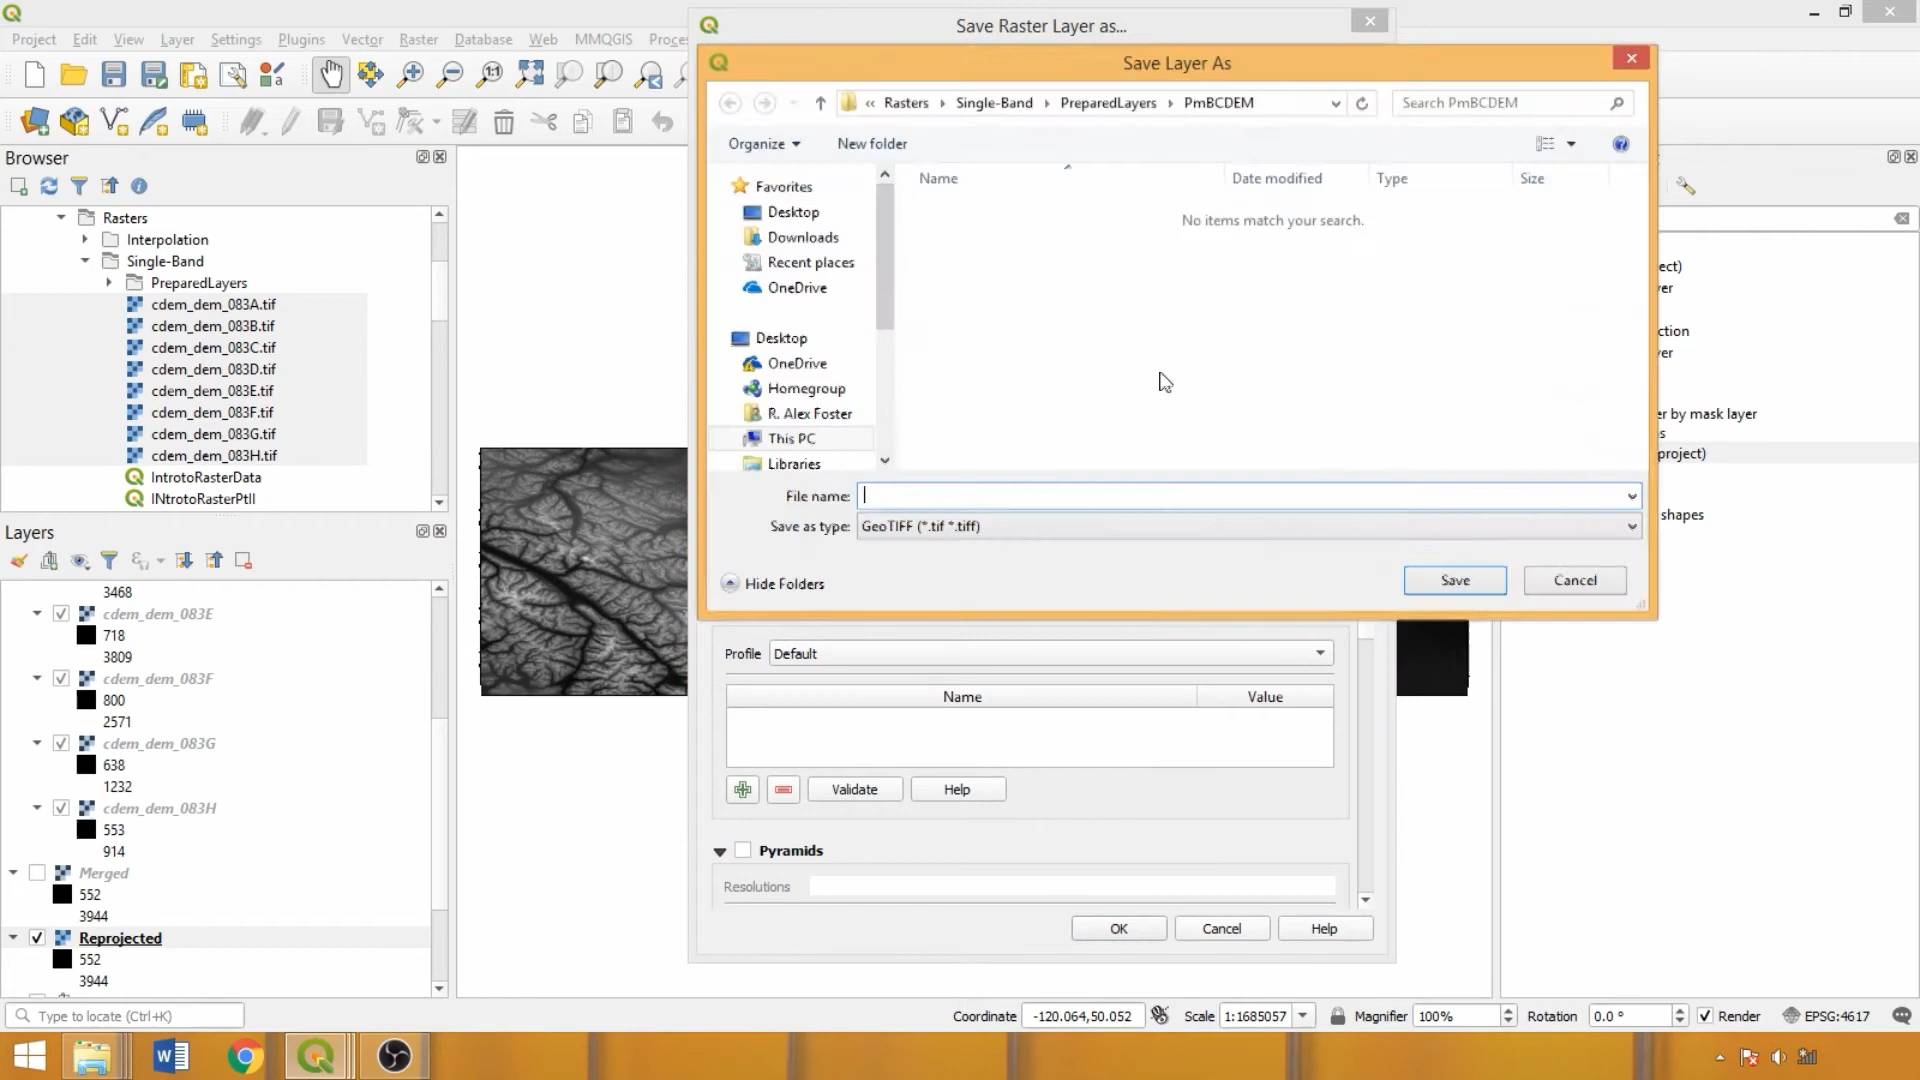 Save Raster Layer as...
Project Edit View Layer Settings Plugins Vector Raster Database Web MMQGIS Proce
Save Layer As
« Rasters Single-Band PreparedLayers PmBCDEM
Search PmBCDEM
Organize New folder
Browser
Name Date modified Type Size
No items match your search.
Favorites
Desktop
Downloads
Recent places
OneDrive
Desktop
OneDrive
Homegroup
R. Alex Foster
This PC
Libraries
Rasters
Interpolation
Single-Band
PreparedLayers
cdem_dem_083A.tif
cdem_dem_083B.tif
cdem_dem_083C.tif
cdem_dem_083D.tif
cdem_dem_083E.tif
cdem_dem_083F.tif
cdem_dem_083G.tif
cdem_dem_083H.tif
IntrotoRasterData
INtrotoRasterPtII
ect)
er
ction
er
er by mask layer
s
project)
shapes
File name:
Save as type: GeoTIFF (*.tif *.tiff)
Hide Folders Save Cancel
Layers
3468
cdem_dem_083E
718
3809
cdem_dem_083F
800
2571
cdem_dem_083G
638
1232
cdem_dem_083H
553
914
Merged
552
3944
Reprojected
552
3944
Profile Default
Name Value
Validate Help
Pyramids
Resolutions
OK Cancel Help
Type to locate (Ctrl+K)
Coordinate -120.064,50.052 Scale 1:1685057 Magnifier 100% Rotation 0.0 ° Render EPSG:4617